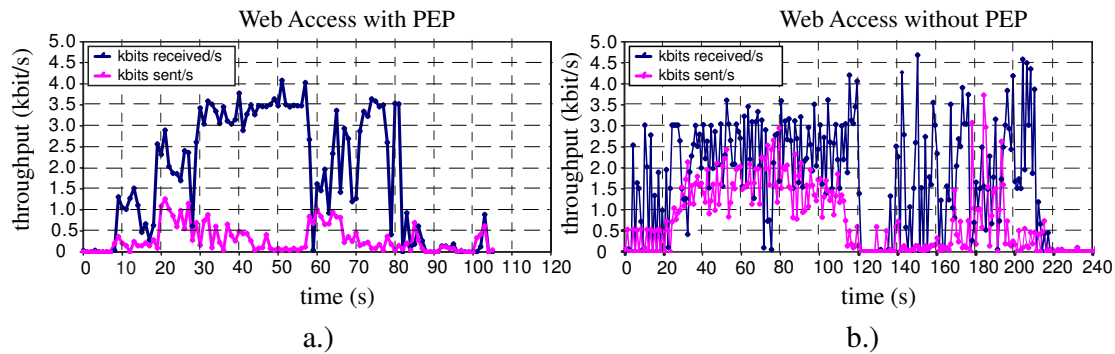 Web Access with PEP
5.0
4.5
4.0
3.5
3.0
2.5
2.0
1.5
1.0
0.5
0
throughput (kbit/s)
kbits received/s
kbits sent/s
0 10 20 30 40 50 60 70 80 90 100 110 120
time (s)
a.)
Web Access without PEP
5.0
4.5
4.0
3.5
3.0
2.5
2.0
1.5
1.0
0.5
0
throughput (kbit/s)
kbits received/s
kbits sent/s
0 20 40 60 80 100 120 140 160 180 200 220 240
time (s)
b.)